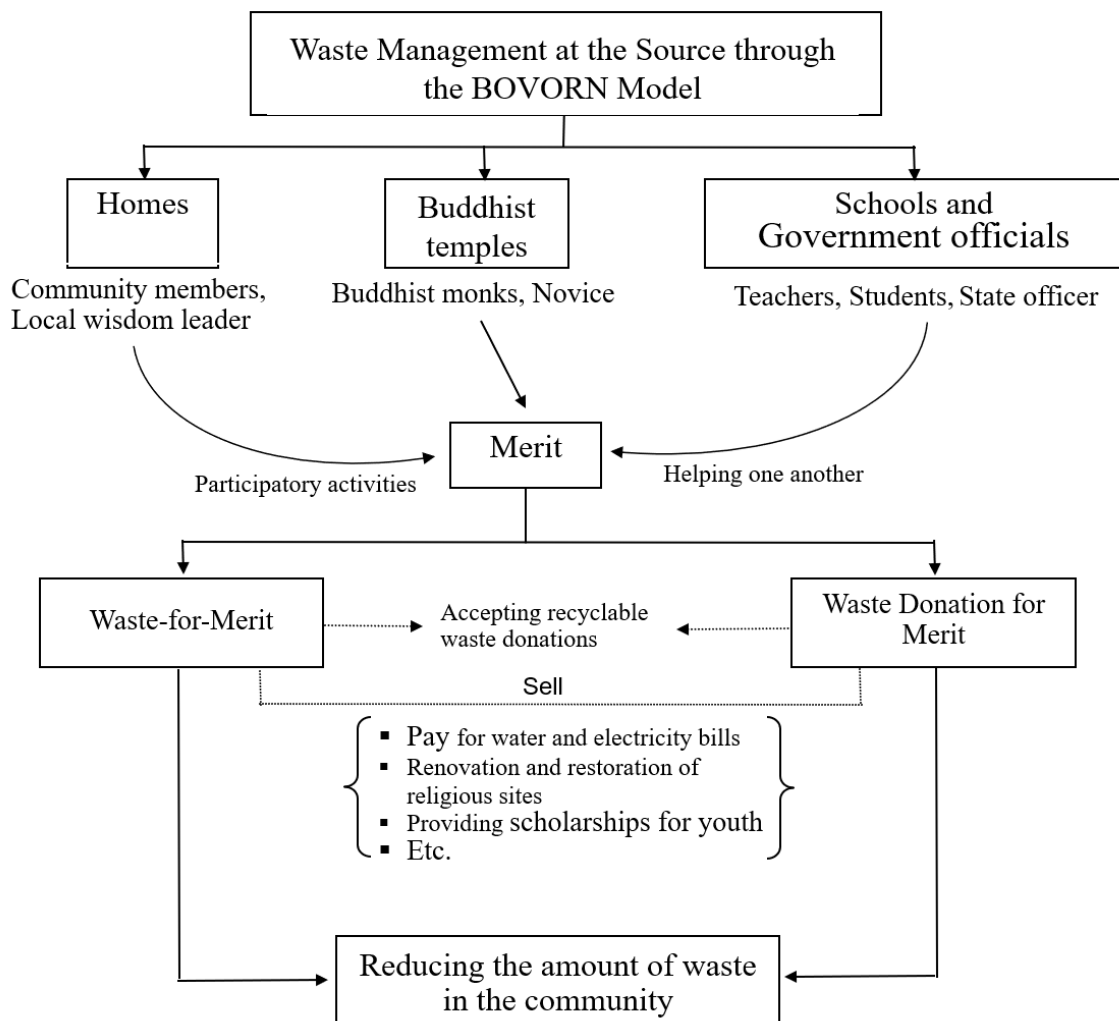 Waste Management at the Source through
the BOVORN Model
Homes
Buddhist
temples
Schools and
Government officials
Community members,
Local wisdom leader
Buddhist monks, Novice
Teachers, Students, State officer
Merit
Participatory activities
Helping one another
Waste-for-Merit
Accepting recyclable
waste donations
Waste Donation for
Merit
Sell
▪ Pay for water and electricity bills
▪ Renovation and restoration of
religious sites
▪ Providing scholarships for youth
▪ Etc.
Reducing the amount of waste
in the community